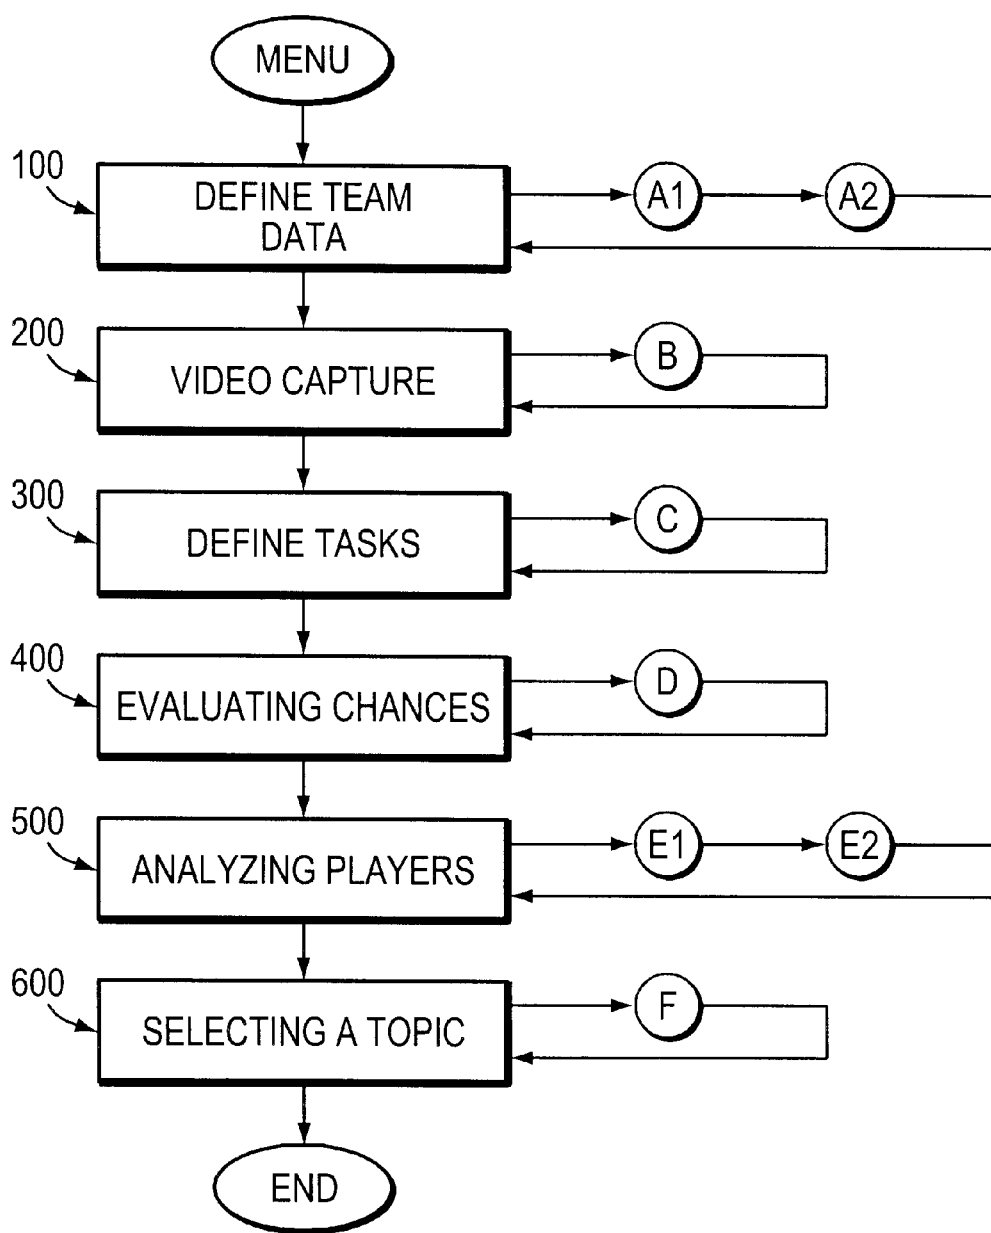 MENU
100
DEFINE TEAM
DATA
A1
A2
200
VIDEO CAPTURE
B
300
DEFINE TASKS
C
400
EVALUATING CHANCES
D
500
ANALYZING PLAYERS
E1
E2
600
SELECTING A TOPIC
F
END